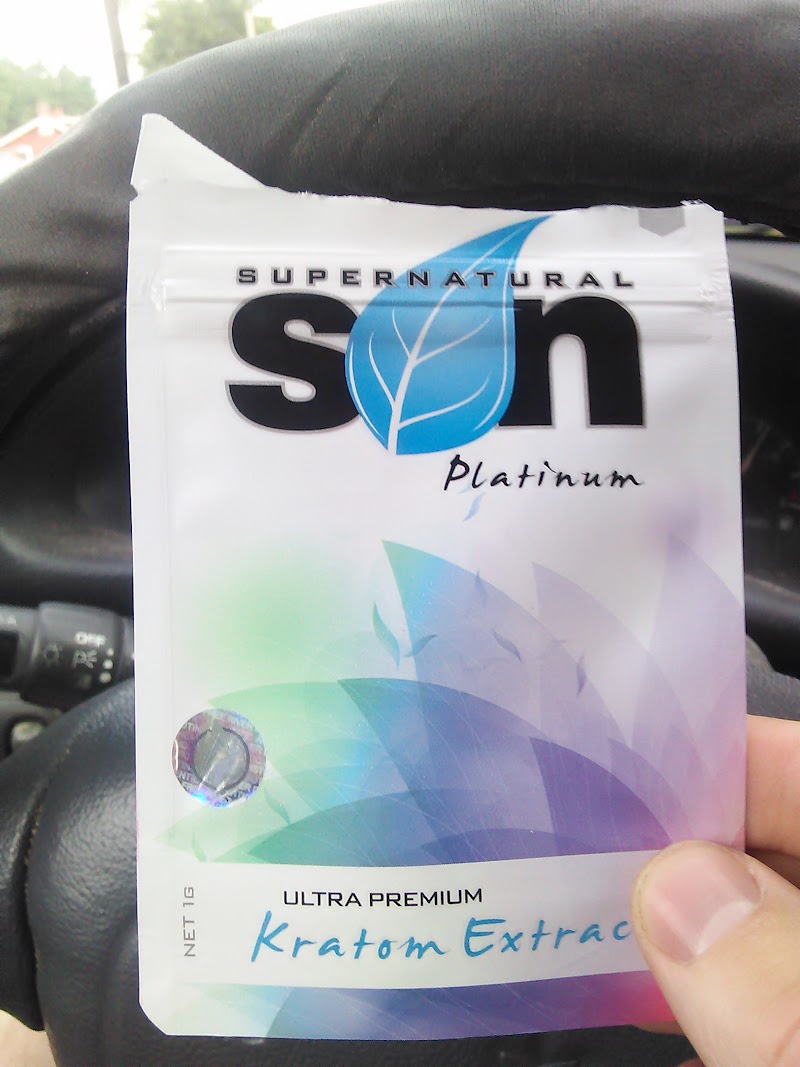 SUPERNATURAL
sn
Platinum
OFF
NET 1G
ULTRA PREMIUM
Kratom Extrac